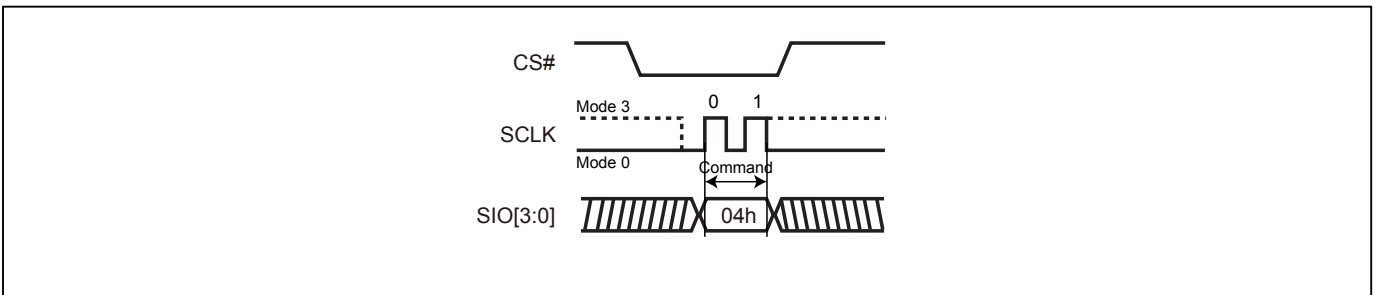 CS#
Mode 3
0 1
SCLK
Mode 0
Command
SIO[3:0]
04h